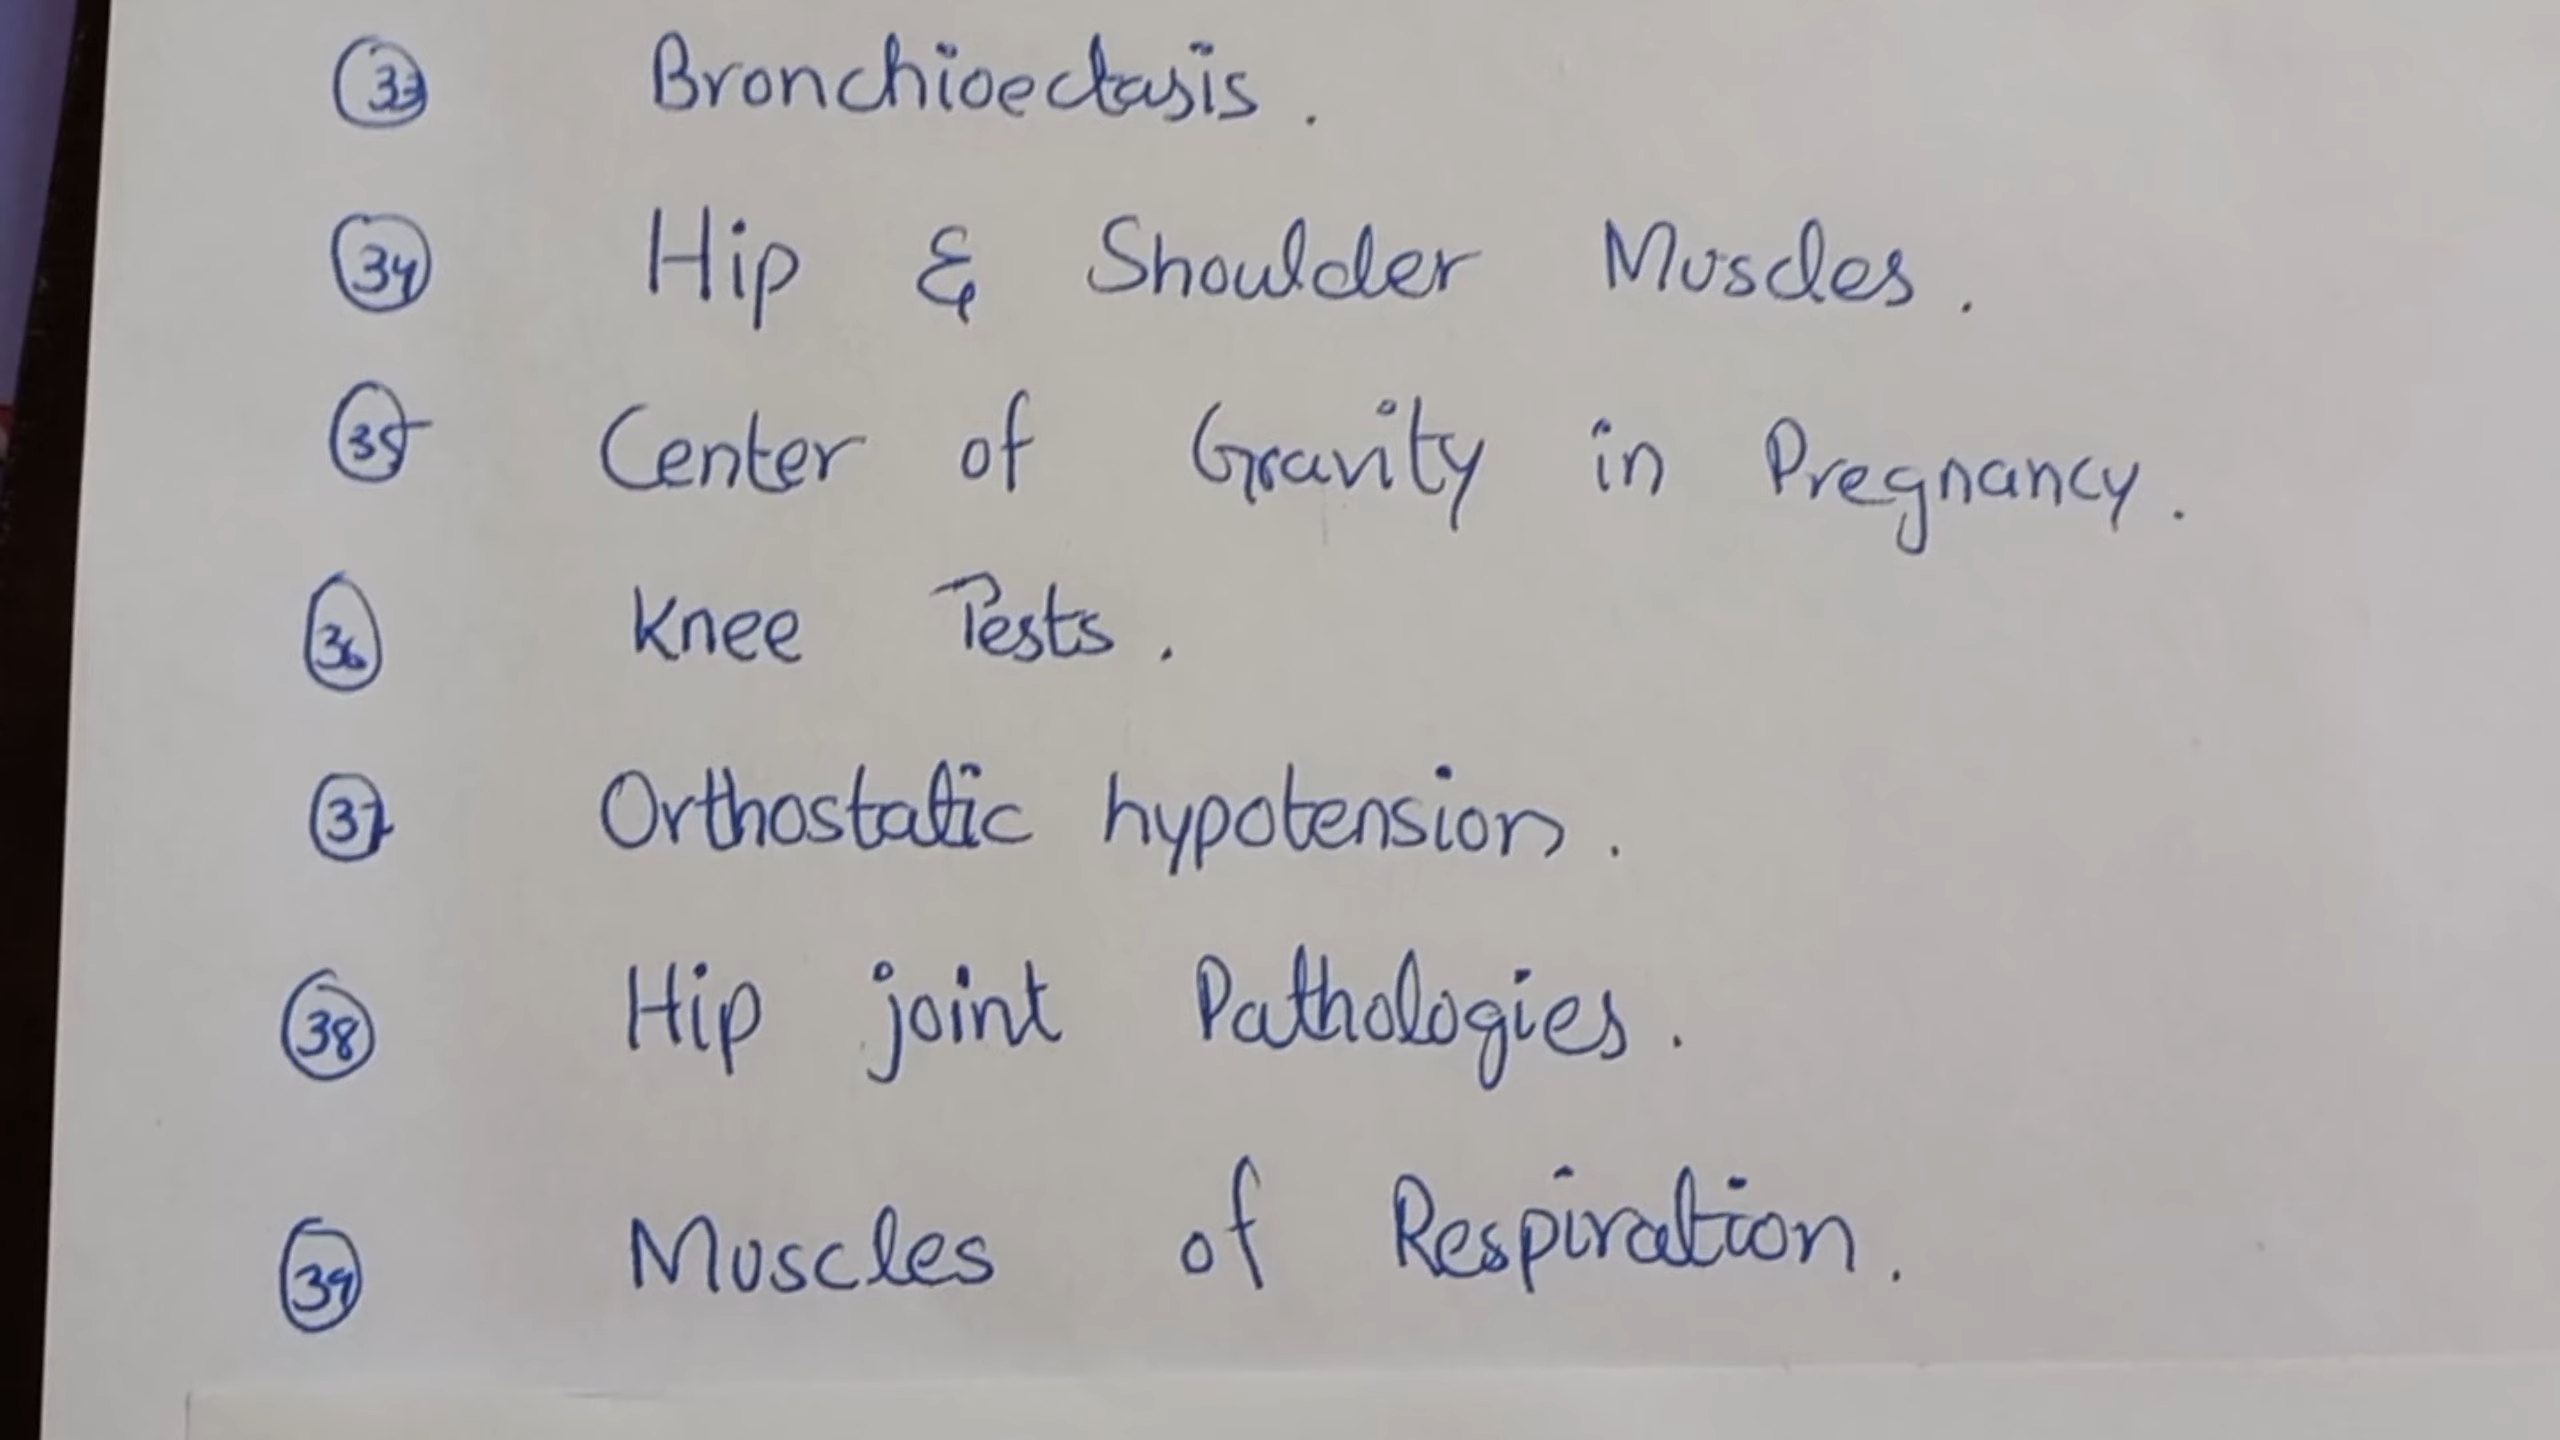 33 Bronchioectasis.
34 Hip & Shoulder Muscles.
35 Center of Gravity in Pregnancy.
36 Knee Tests.
37 Orthostatic hypotension.
38 Hip joint Pathologies.
39 Muscles of Respiration.